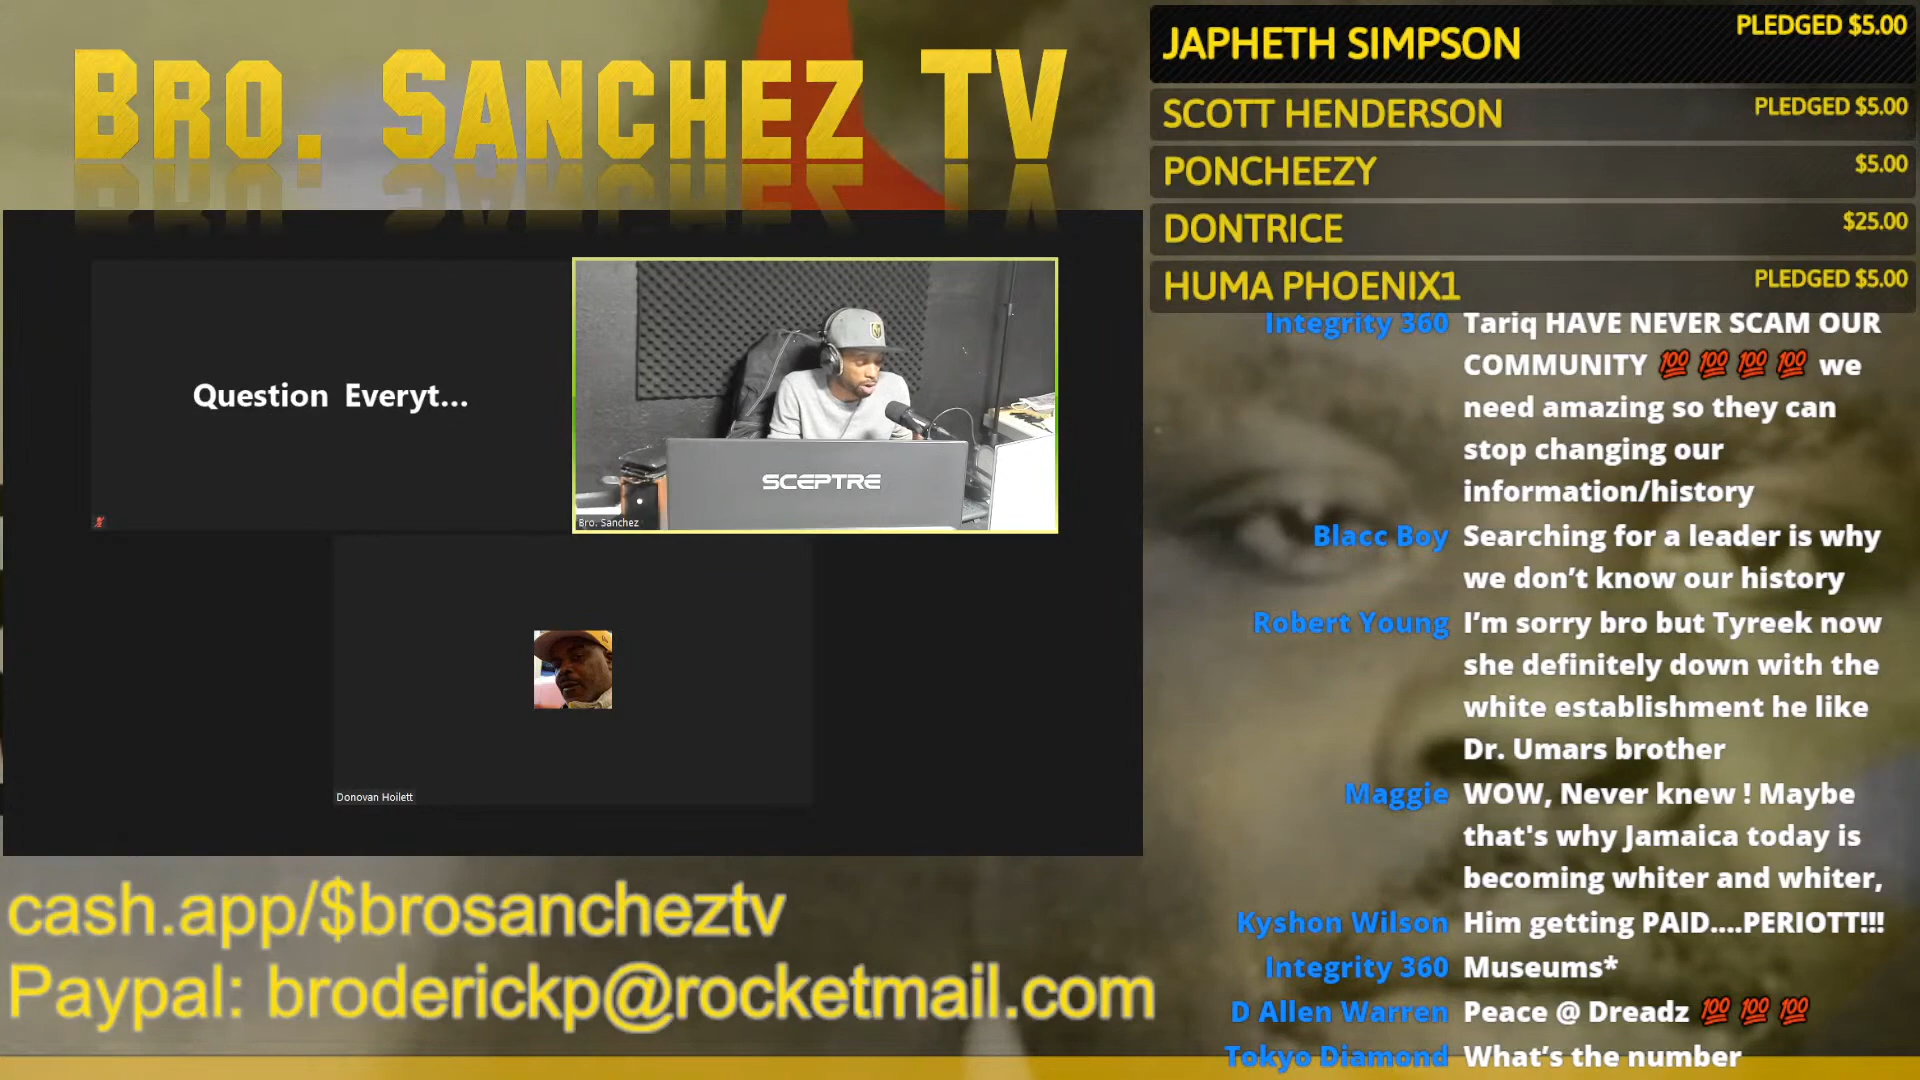 BRO. SANCHEZ TV
JAPHETH SIMPSON PLEDGED $5.00
SCOTT HENDERSON PLEDGED $5.00
PONCHEEZY $5.00
DONTRICE $25.00
HUMA PHOENIX1 PLEDGED $5.00
Question Everyt...
SCEPTRE
Bro. Sanchez
Donovan Hoilett
Integrity 360 Tariq HAVE NEVER SCAM OUR
COMMUNITY 💯 💯 💯 💯 we
need amazing so they can
stop changing our
information/history
Blacc Boy Searching for a leader is why
we don’t know our history
Robert Young I’m sorry bro but Tyreek now
she definitely down with the
white establishment he like
Dr. Umars brother
Maggie WOW, Never knew ! Maybe
that's why Jamaica today is
becoming whiter and whiter,
Kyshon Wilson Him getting PAID....PERIOTT!!!
Integrity 360 Museums*
D Allen Warren Peace @ Dreadz 💯 💯 💯
Tokyo Diamond What’s the number
cash.app/$brosancheztv
Paypal: broderickp@rocketmail.com